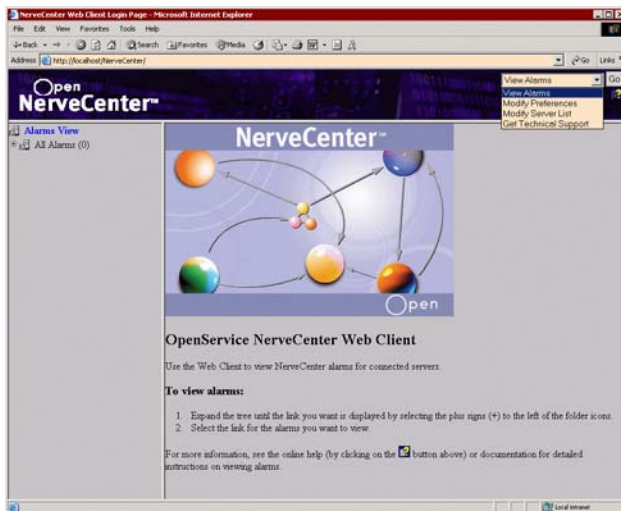 NerveCenter Web Client Login Page - Microsoft Internet Explorer
File Edit View Favorites Tools Help
Back Search Favorites Media
Address http://localhost/NerveCenter/ Go Links
Open
NerveCenter™
View Alarms Go
View Alarms
Modify Preferences
Modify Server List
Get Technical Support
Alarms View
All Alarms (0)
NerveCenter™
Open
OpenService NerveCenter Web Client
Use the Web Client to view NerveCenter alarms for connected servers.
To view alarms:
1. Expand the tree until the link you want is displayed by selecting the plus signs (+) to the left of the folder icons.
2. Select the link for the alarms you want to view.
For more information, see the online help (by clicking on the button above) or documentation for detailed
instructions on viewing alarms.
Local intranet